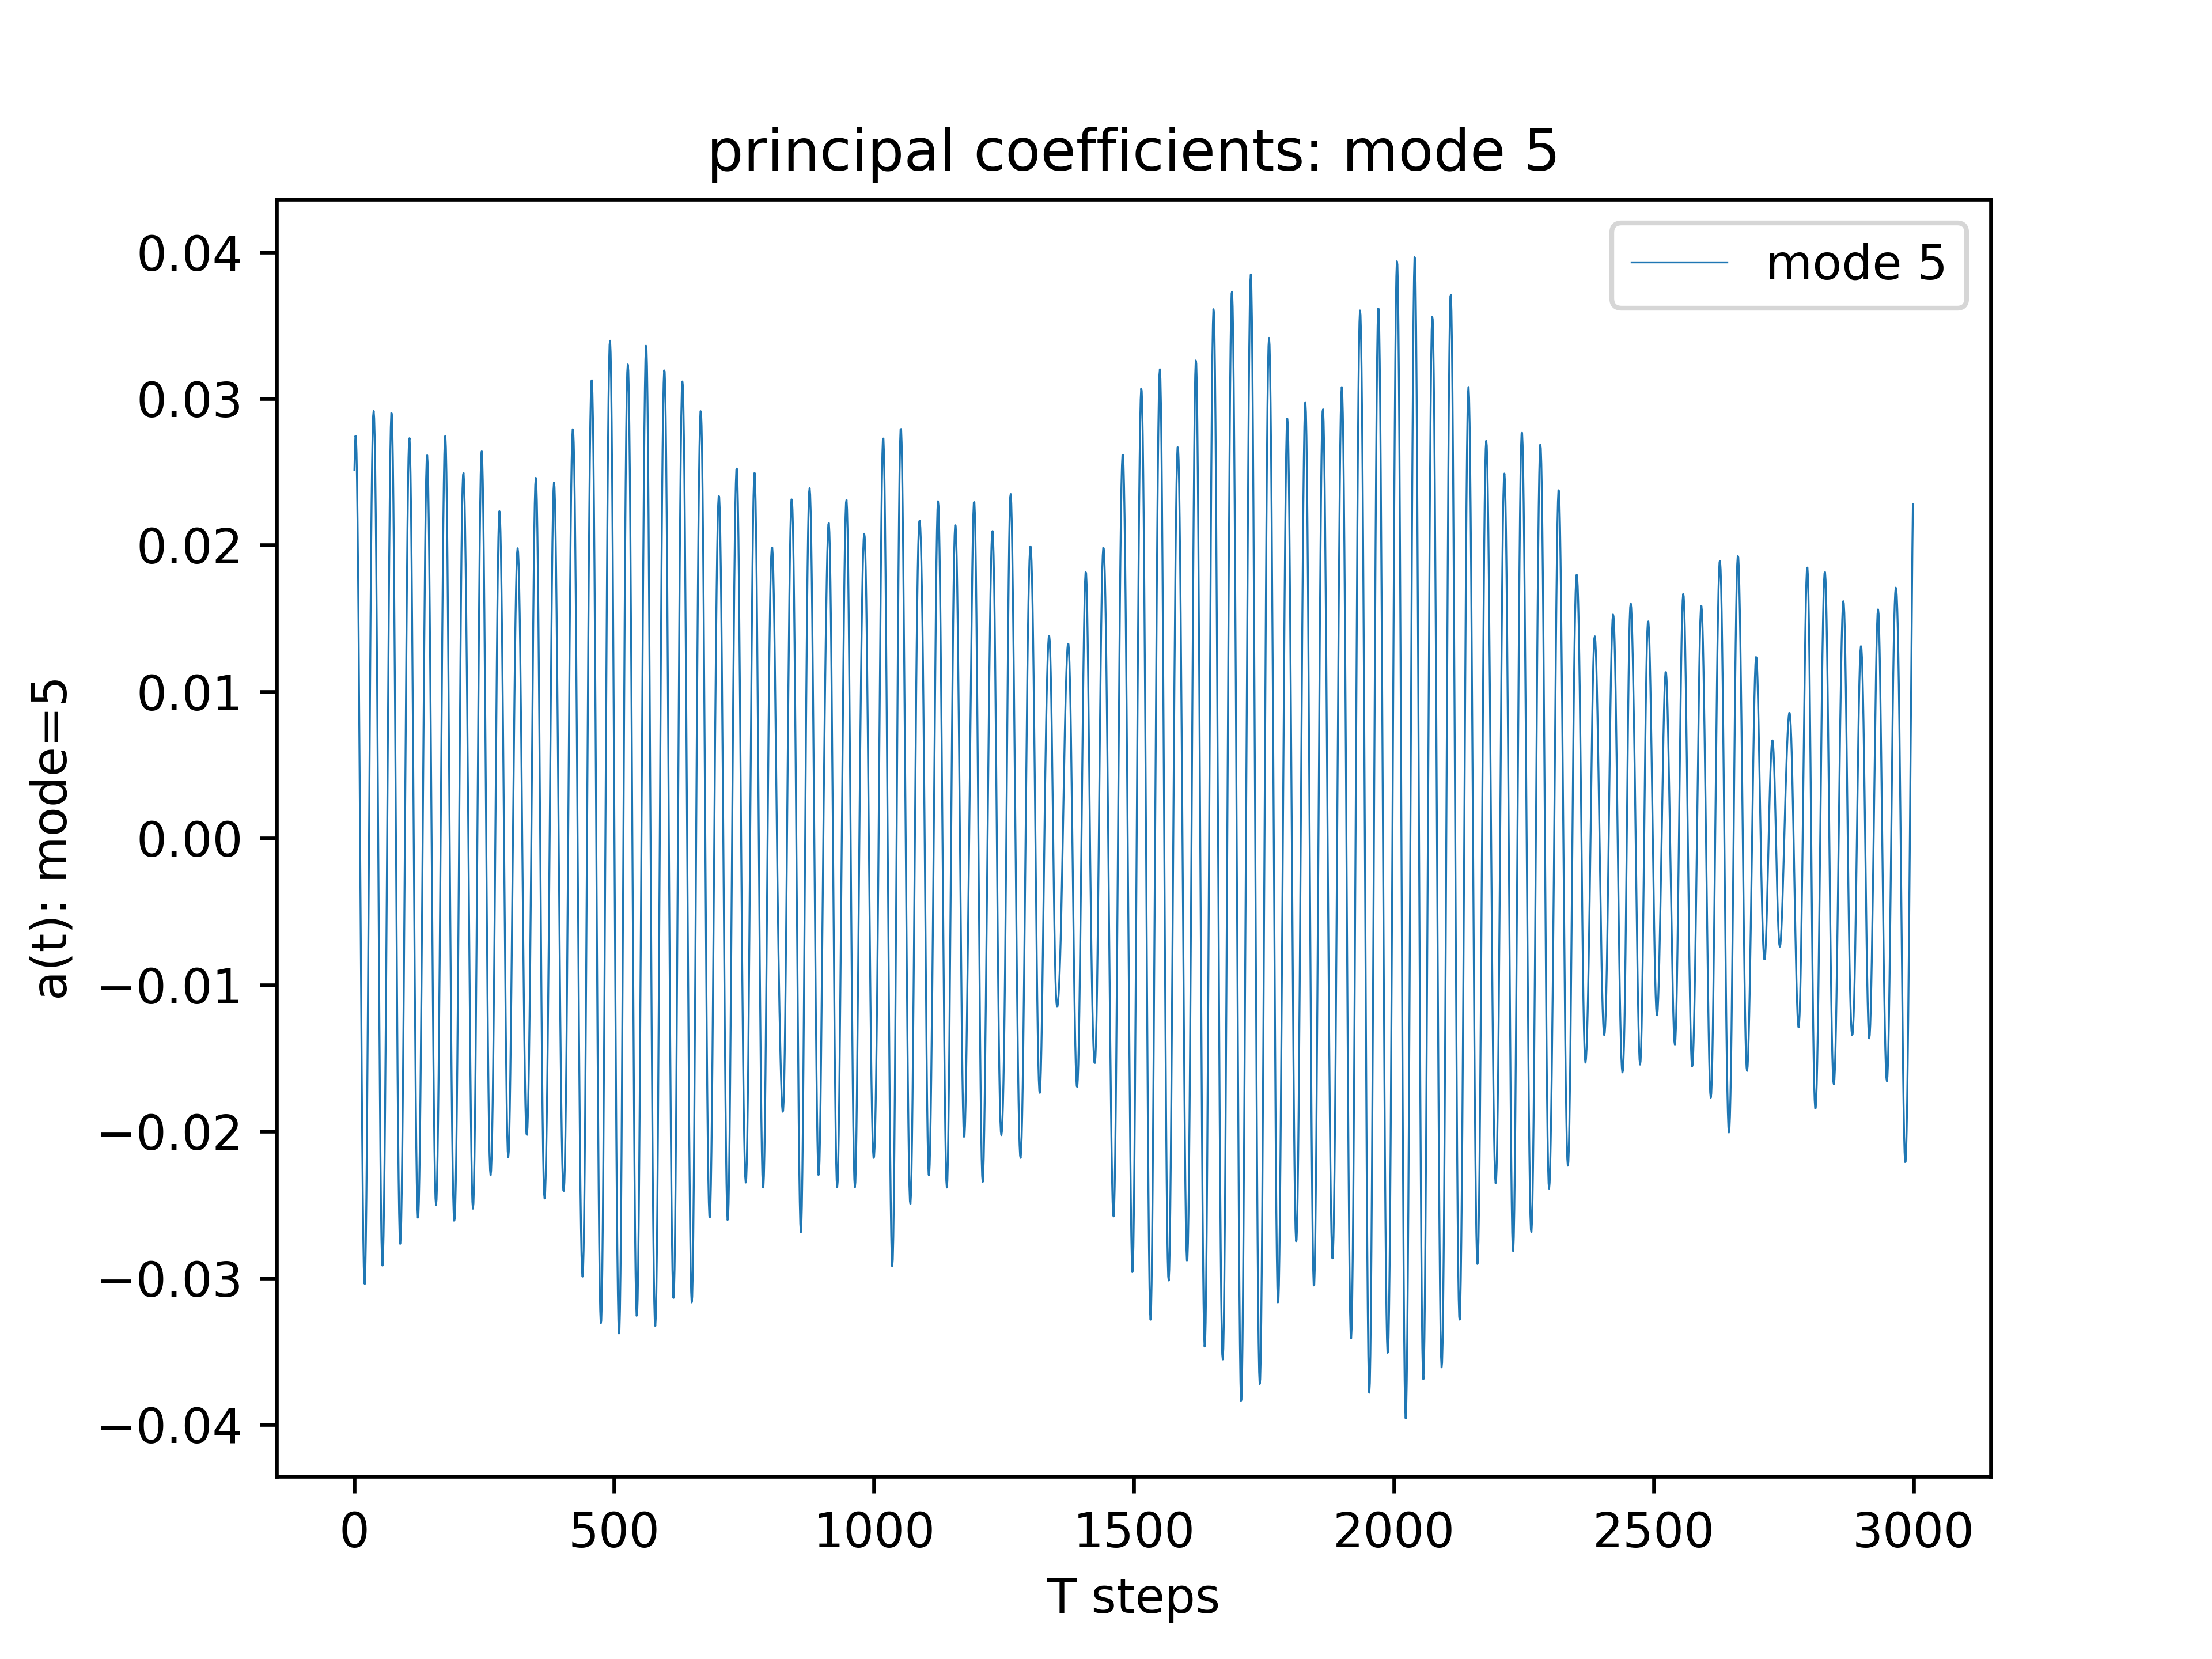 principal coefficients: mode 5
mode 5
0.04
0.03
0.02
0.01
0.00
−0.01
−0.02
−0.03
−0.04
a(t): mode=5
0 500 1000 1500 2000 2500 3000
T steps